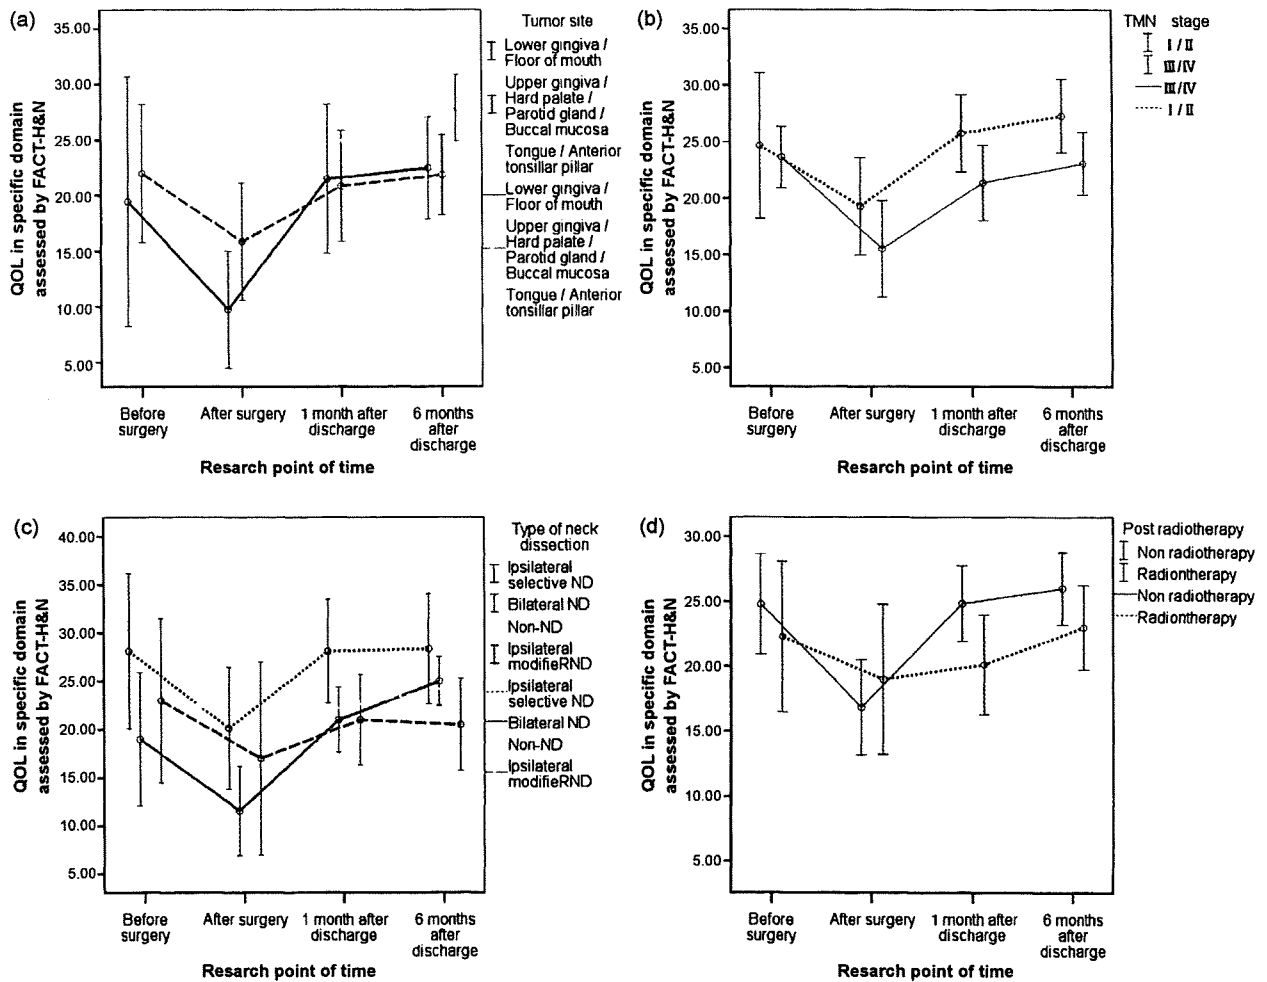 (a)
35.00
30.00
25.00
20.00
15.00
10.00
5.00
QOL in specific domain
assessed by FACT-H&N
Before
surgery
After surgery
1 month after
discharge
6 months
after
discharge
Resarch point of time
Tumor site
Lower gingiva /
Floor of mouth
Upper gingiva /
Hard palate /
Parotid gland /
Buccal mucosa
Tongue / Anterior
tonsillar pillar
Lower gingiva /
Floor of mouth
Upper gingiva /
Hard palate /
Parotid gland /
Buccal mucosa
Tongue / Anterior
tonsillar pillar
(b)
35.00
30.00
25.00
20.00
15.00
10.00
5.00
QOL in specific domain
assessed by FACT-H&N
Before
surgery
After surgery
1 month after
discharge
6 months
after
discharge
Resarch point of time
TMN stage
I / II
III/IV
III/IV
I / II
(c)
40.00
35.00
30.00
25.00
20.00
15.00
10.00
5.00
QOL in specific domain
assessed by FACT-H&N
Before
surgery
After surgery
1 month after
discharge
6 months
after
discharge
Resarch point of time
Type of neck
dissection
Ipsilateral
selective ND
Bilateral ND
Non-ND
Ipsilateral
modifieRND
Ipsilateral
selective ND
Bilateral ND
Non-ND
Ipsilateral
modifieRND
(d)
30.00
25.00
20.00
15.00
10.00
5.00
QOL in specific domain
assessed by FACT-H&N
Before
surgery
After surgery
1 month after
discharge
6 months
after
discharge
Resarch point of time
Post radiotherapy
Non radiotherapy
Radiontherapy
Non radiotherapy
Radiontherapy